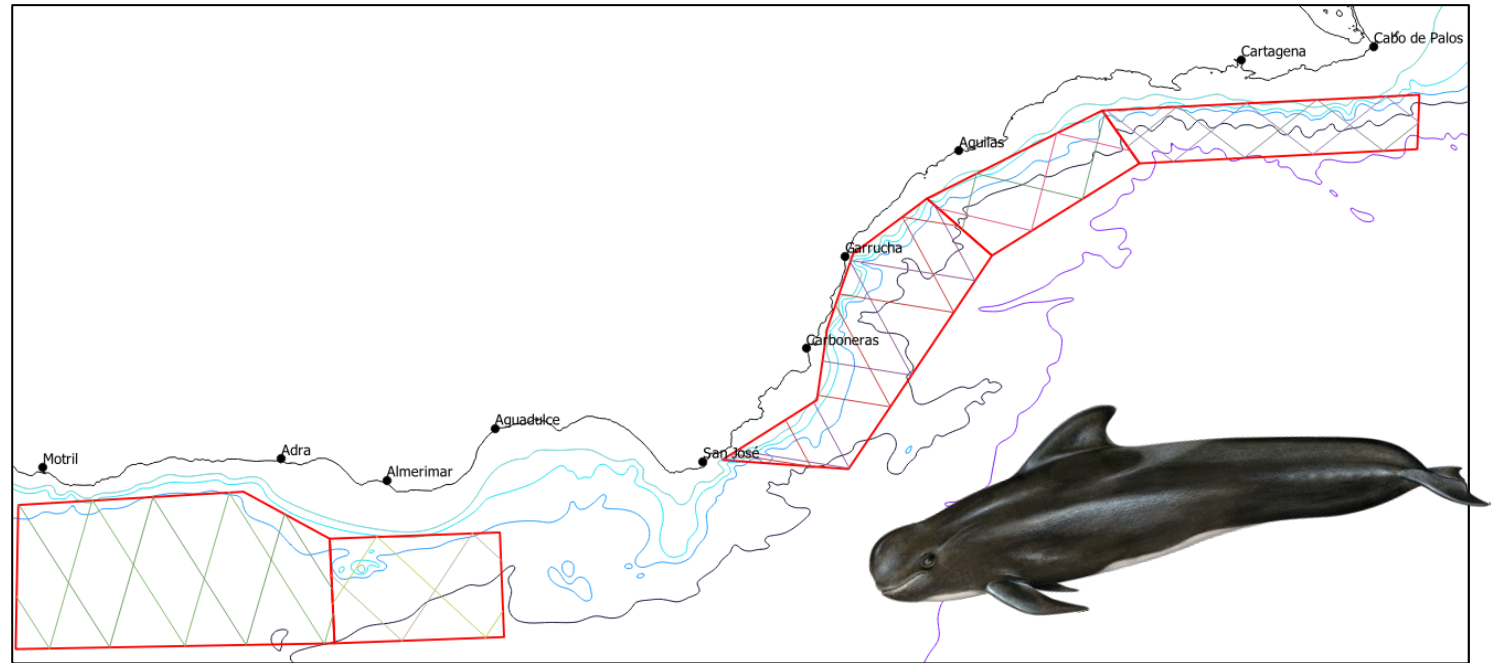 Cabo de Palos
Cartagena
Aguilas
Garrucha
Carboneras
Aguadulce
San José
Adra
Motril
Almerimar